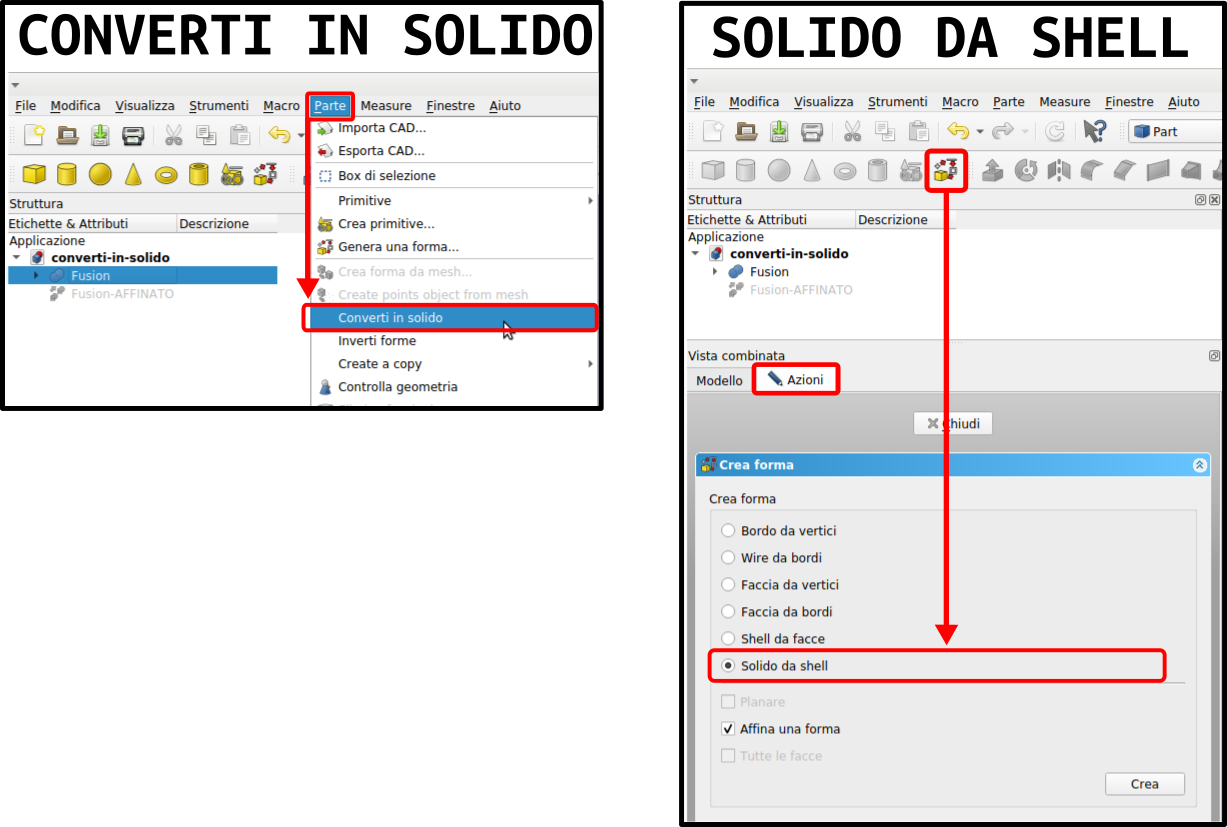 CONVERTI IN SOLIDO
File Modifica Visualizza Strumenti Macro Parte Measure Finestre Aiuto
Importa CAD...
Esporta CAD...
Box di selezione
Primitive
Crea primitive...
Genera una forma...
Crea forma da mesh...
Create points object from mesh
Converti in solido
Inverti forme
Create a copy
Controlla geometria
Struttura
Etichette & Attributi Descrizione
Applicazione
converti-in-solido
Fusion
Fusion-AFFINATO
SOLIDO DA SHELL
File Modifica Visualizza Strumenti Macro Parte Measure Finestre Aiuto
Part
Struttura
Etichette & Attributi Descrizione
Applicazione
converti-in-solido
Fusion
Fusion-AFFINATO
Vista combinata
Modello Azioni
Chiudi
Crea forma
Crea forma
Bordo da vertici
Wire da bordi
Faccia da vertici
Faccia da bordi
Shell da facce
Solido da shell
Planare
Affina una forma
Tutte le facce
Crea